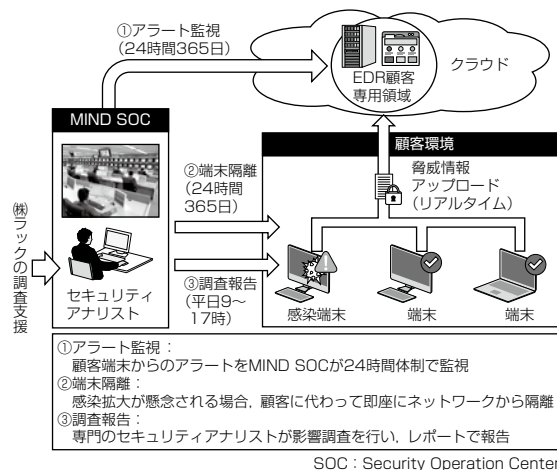 ①アラート監視
（24時間365日）
クラウド
EDR顧客
専用領域
MIND SOC
顧客環境
②端末隔離
（24時間
365日）
脅威情報
アップロード
（リアルタイム）
㈱ラックの調査支援
③調査報告
（平日9～
17時）
セキュリティ
アナリスト
感染端末
端末
端末
①アラート監視：
顧客端末からのアラートをMIND SOCが24時間体制で監視
②端末隔離：
感染拡大が懸念される場合，顧客に代わって即座にネットワークから隔離
③調査報告：
専門のセキュリティアナリストが影響調査を行い，レポートで報告
SOC：Security Operation Center